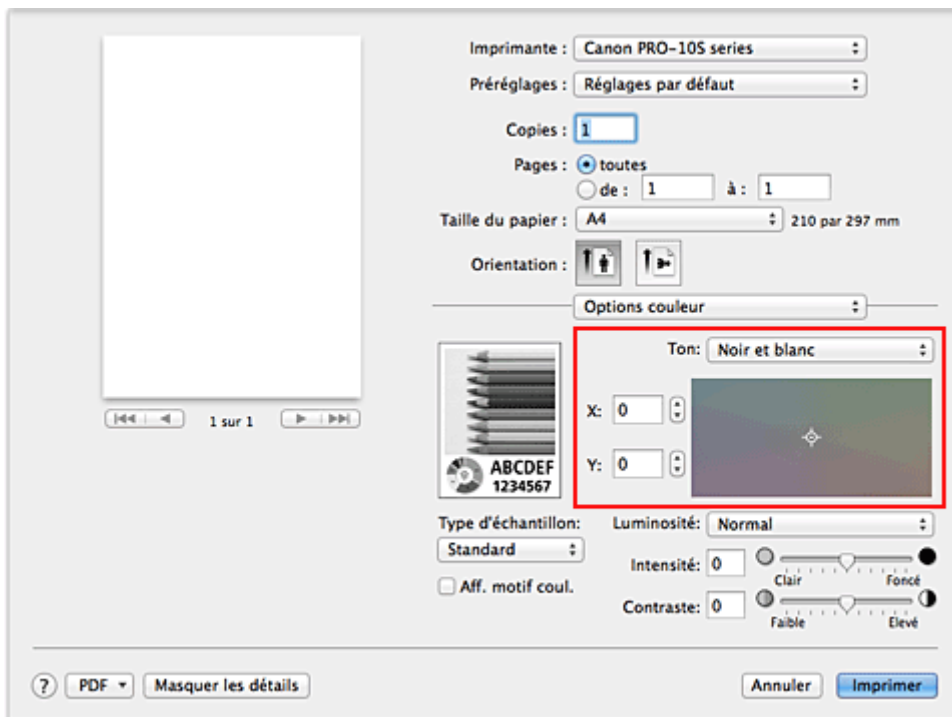 Imprimante : Canon PRO-10S series
Préréglages : Réglages par défaut
Copies : 1
Pages : toutes
de : 1 à : 1
Taille du papier : A4 210 par 297 mm
Orientation :
Options couleur
Ton: Noir et blanc
X: 0
Y: 0
1 sur 1
ABCDEF
1234567
Type d'échantillon:
Standard
Aff. motif coul.
Luminosité: Normal
Intensité: 0
Clair Foncé
Contraste: 0
Faible Elevé
? PDF Masquer les détails Annuler Imprimer